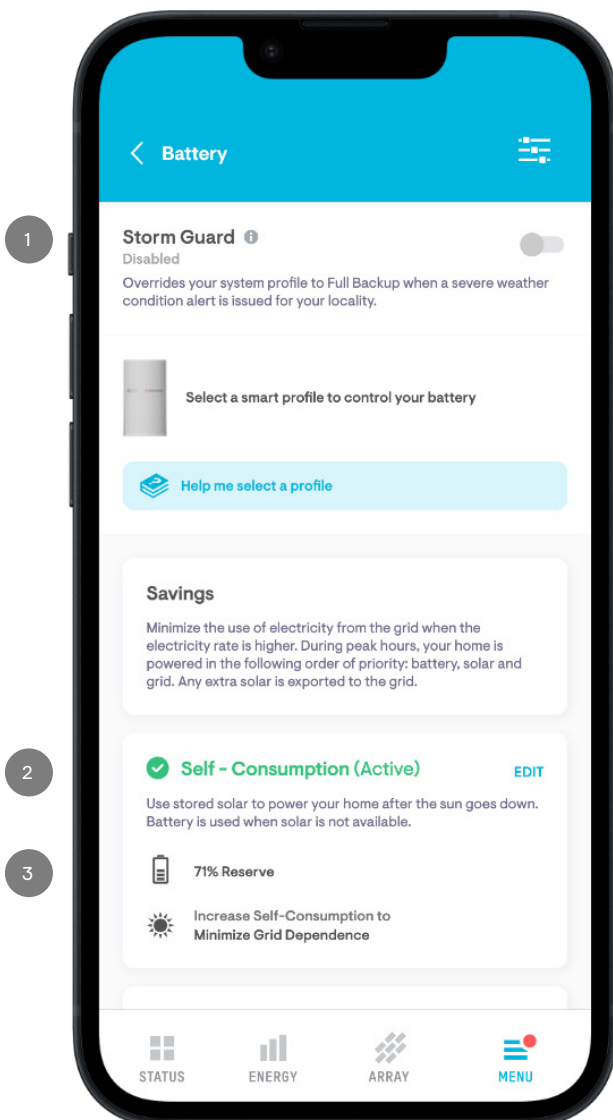 Battery
1
Storm Guard
Disabled
Overrides your system profile to Full Backup when a severe weather
condition alert is issued for your locality.
Select a smart profile to control your battery
Help me select a profile
Savings
Minimize the use of electricity from the grid when the
electricity rate is higher. During peak hours, your home is
powered in the following order of priority: battery, solar and
grid. Any extra solar is exported to the grid.
2
Self - Consumption (Active)
EDIT
Use stored solar to power your home after the sun goes down.
Battery is used when solar is not available.
3
71% Reserve
Increase Self-Consumption to
Minimize Grid Dependence
STATUS
ENERGY
ARRAY
MENU